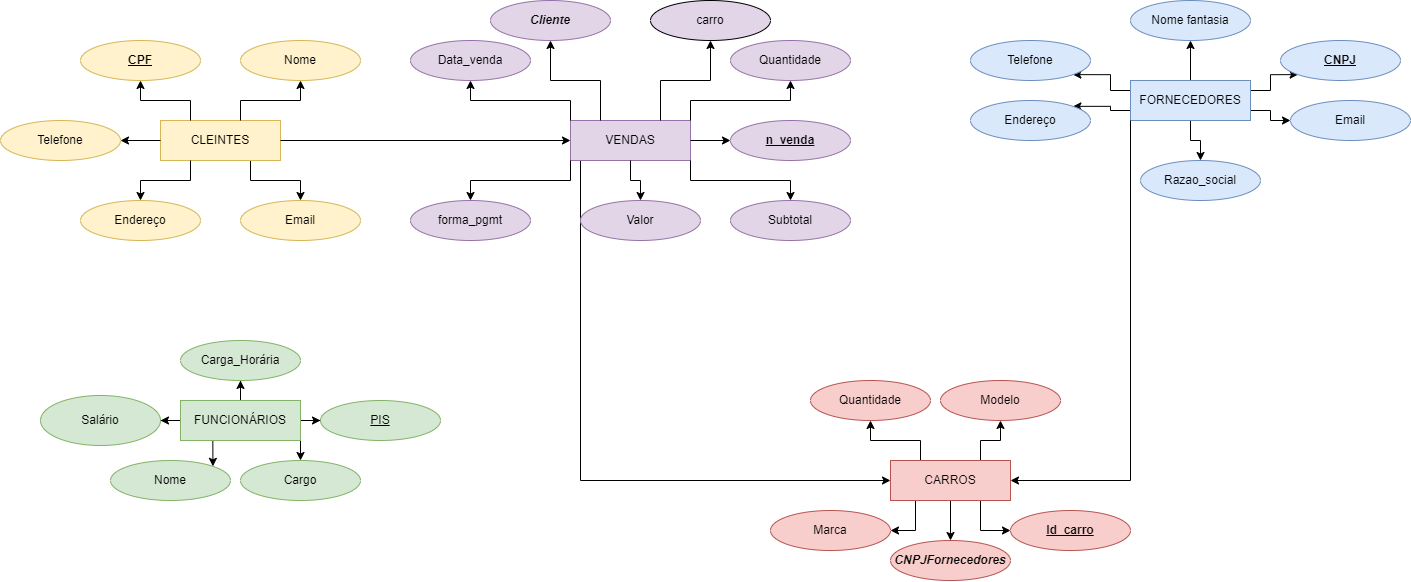 Cliente
carro
Nome fantasia
CPF
Nome
Data_venda
Quantidade
Telefone
CNPJ
FORNECEDORES
Endereço
Email
Telefone
CLEINTES
VENDAS
n_venda
Razao_social
Endereço
Email
forma_pgmt
Valor
Subtotal
Carga_Horária
Salário
FUNCIONÁRIOS
PIS
Nome
Cargo
Quantidade
Modelo
CARROS
Marca
Id_carro
CNPJFornecedores